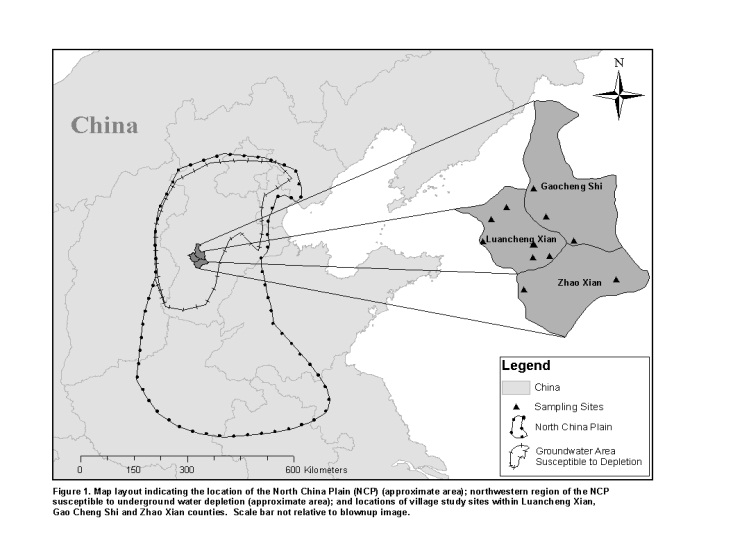 N
China
Gaocheng Shi
Luancheng Xian
Zhao Xian
Legend
China
Sampling Sites
North China Plain
Groundwater Area
Susceptible to Depletion
0 150 300 600 Kilometers
Figure 1. Map layout indicating the location of the North China Plain (NCP) (approximate area); northwestern region of the NCP
susceptible to underground water depletion (approximate area); and locations of village study sites within Luancheng Xian,
Gao Cheng Shi and Zhao Xian counties. Scale bar not relative to blownup image.